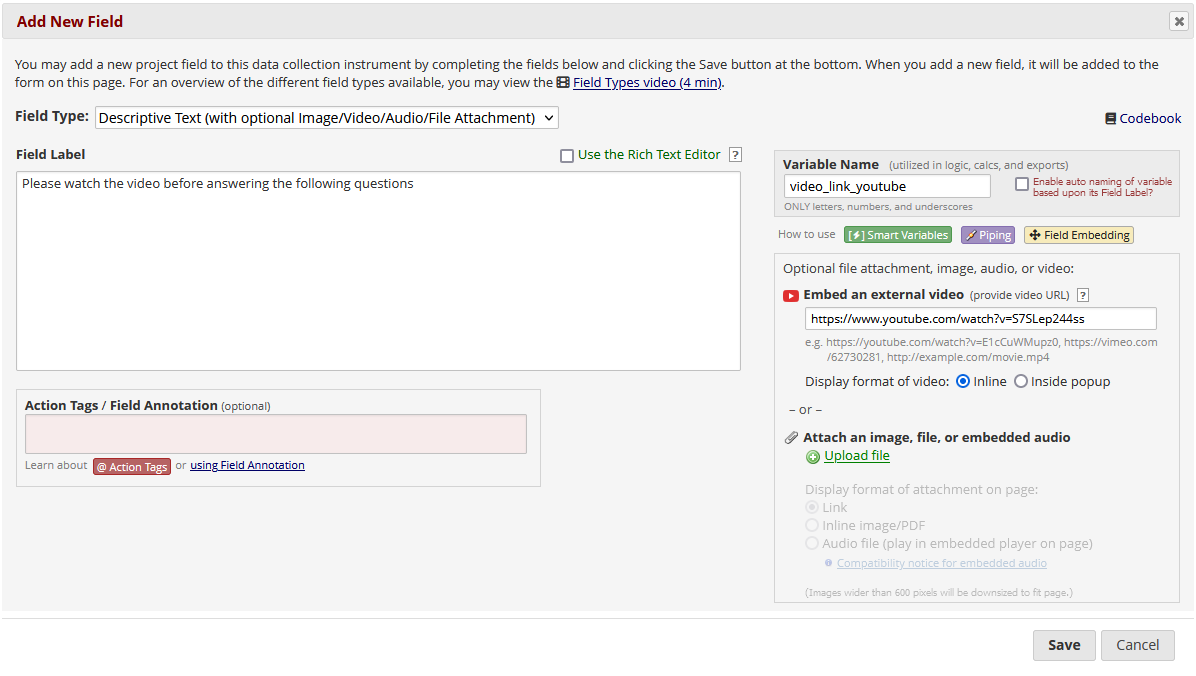 Add New Field
You may add a new project field to this data collection instrument by completing the fields below and clicking the Save button at the bottom. When you add a new field, it will be added to the
form on this page. For an overview of the different field types available, you may view the Field Types video (4 min).
Field Type: Descriptive Text (with optional Image/Video/Audio/File Attachment)
Codebook
Field Label
Use the Rich Text Editor ?
Please watch the video before answering the following questions
Action Tags / Field Annotation (optional)
Learn about @ Action Tags or using Field Annotation
Variable Name (utilized in logic, calcs, and exports)
video_link_youtube
Enable auto naming of variable
based upon its Field Label?
ONLY letters, numbers, and underscores
How to use [⚡] Smart Variables Piping Field Embedding
Optional file attachment, image, audio, or video:
Embed an external video (provide video URL) ?
https://www.youtube.com/watch?v=S7SLep244ss
e.g. https://youtube.com/watch?v=E1cCuWMupz0, https://vimeo.com
/62730281, http://example.com/movie.mp4
Display format of video: Inline Inside popup
– or –
Attach an image, file, or embedded audio
Upload file
Display format of attachment on page:
Link
Inline image/PDF
Audio file (play in embedded player on page)
Compatibility notice for embedded audio
(Images wider than 600 pixels will be downsized to fit page.)
Save Cancel